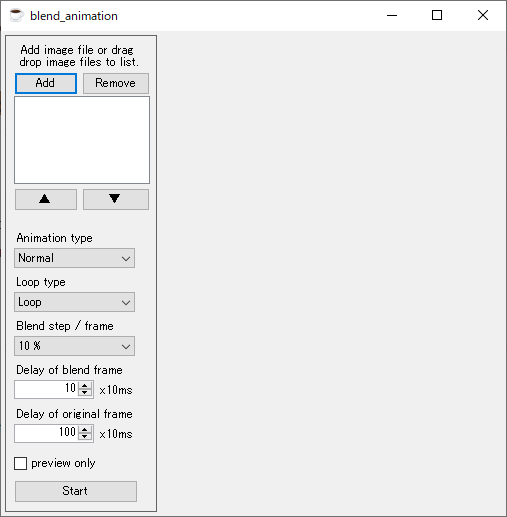 blend_animation
Add image file or drag
drop image files to list.
Add Remove
▲ ▼
Animation type
Normal
Loop type
Loop
Blend step / frame
10 %
Delay of blend frame
10 x10ms
Delay of original frame
100 x10ms
preview only
Start